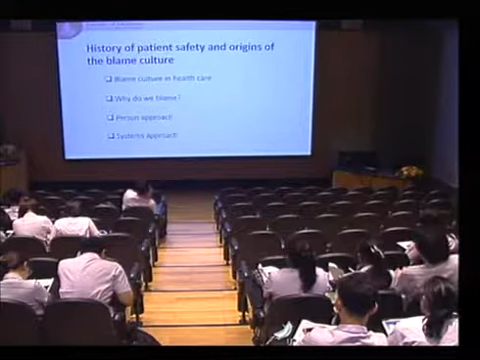 History of patient safety and origins of
the blame culture
Blame culture in health care
Why do we blame?
Person approach
Systems approach